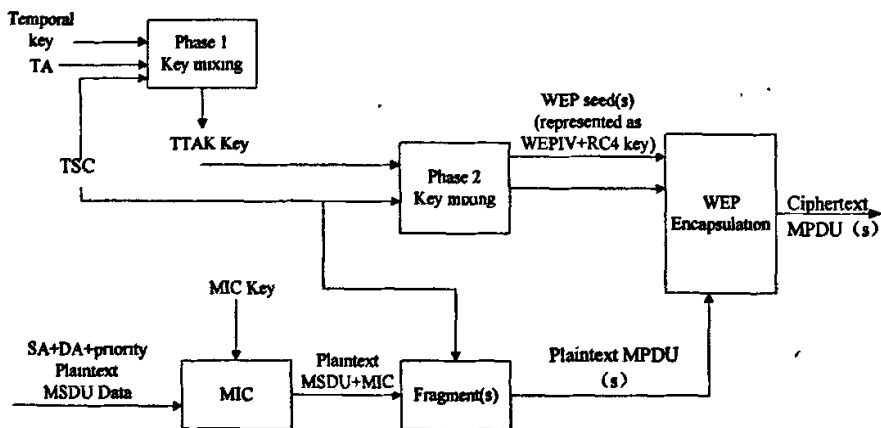 Temporal
key
TA
Phase 1
Key mixing
WEP seed(s)
(represented as
WEPIV+RC4 key)
TTAK Key
TSC
Phase 2
Key mixing
WEP
Encapsulation
Ciphertext
MPDU (s)
MIC Key
SA+DA+priority
Plaintext
MSDU Data
MIC
Plaintext
MSDU+MIC
Fragment(s)
Plaintext MPDU
(s)